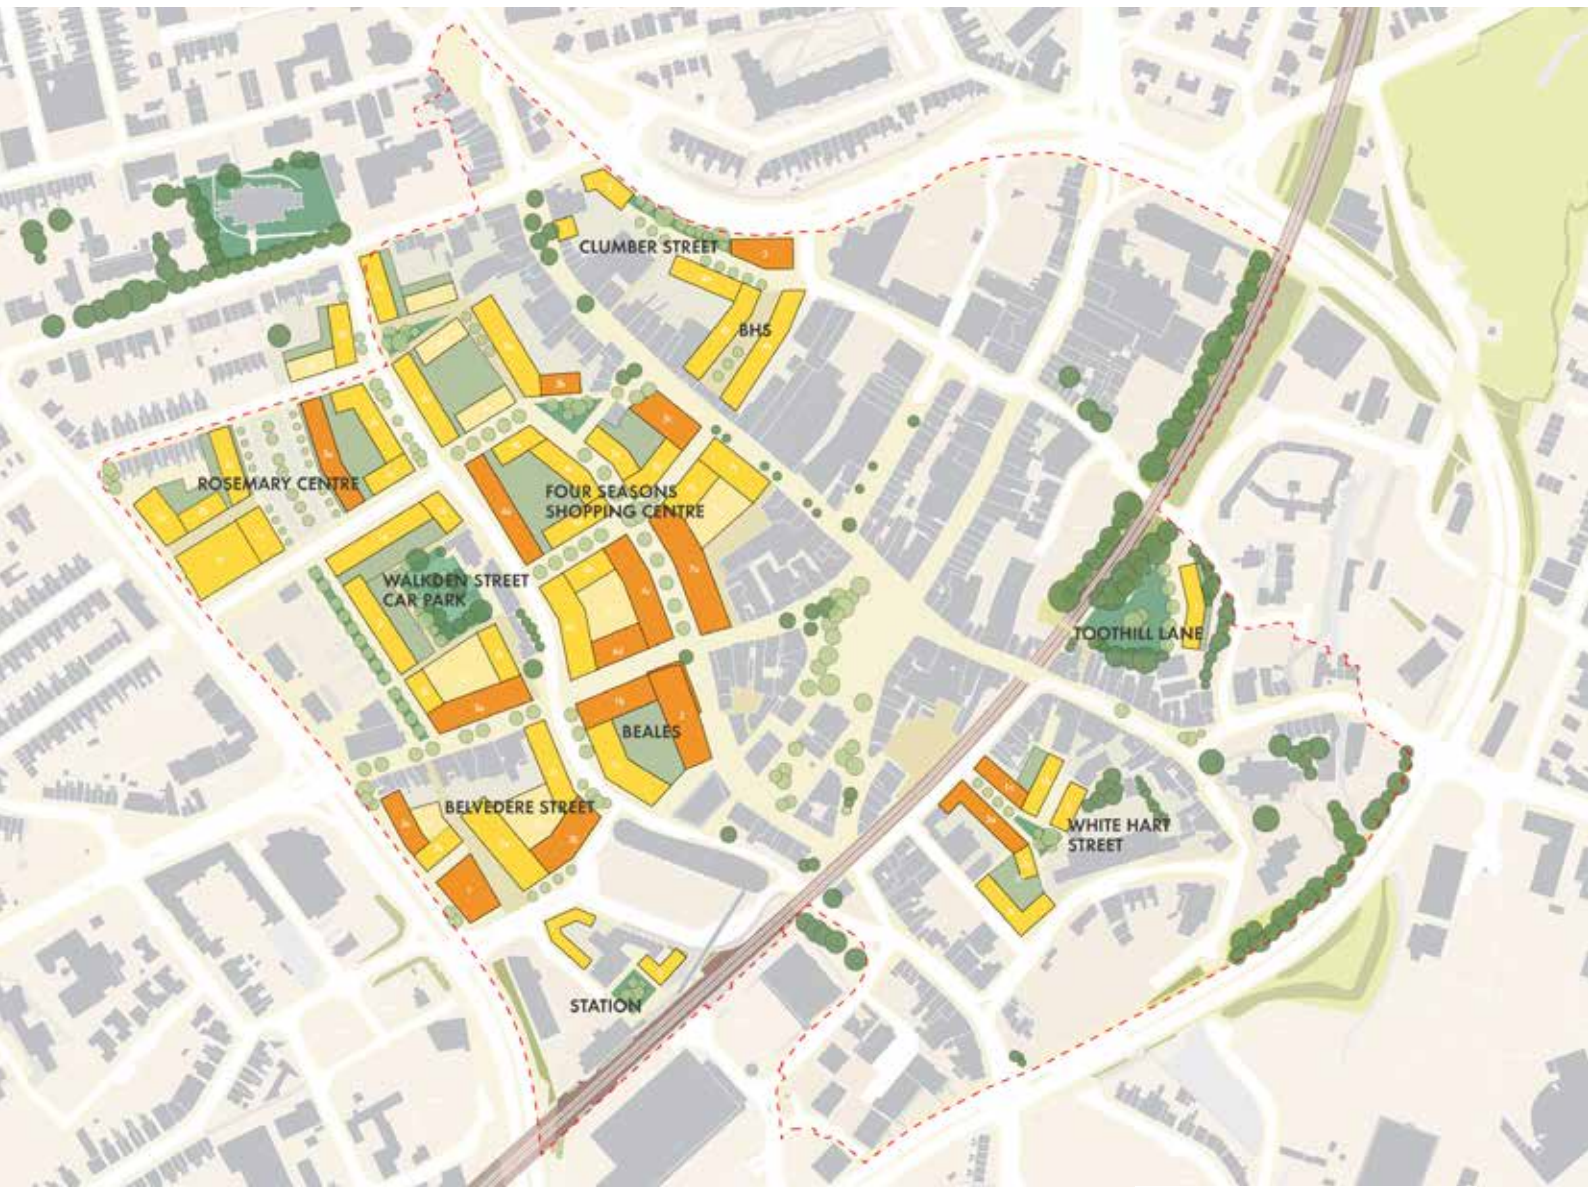 CLUMBER STREET
BHS
ROSEMARY CENTRE
FOUR SEASONS
SHOPPING CENTRE
WALKDEN STREET
CAR PARK
TOOTHILL LANE
BEALES
BELVEDERE STREET
WHITE HART
STREET
STATION